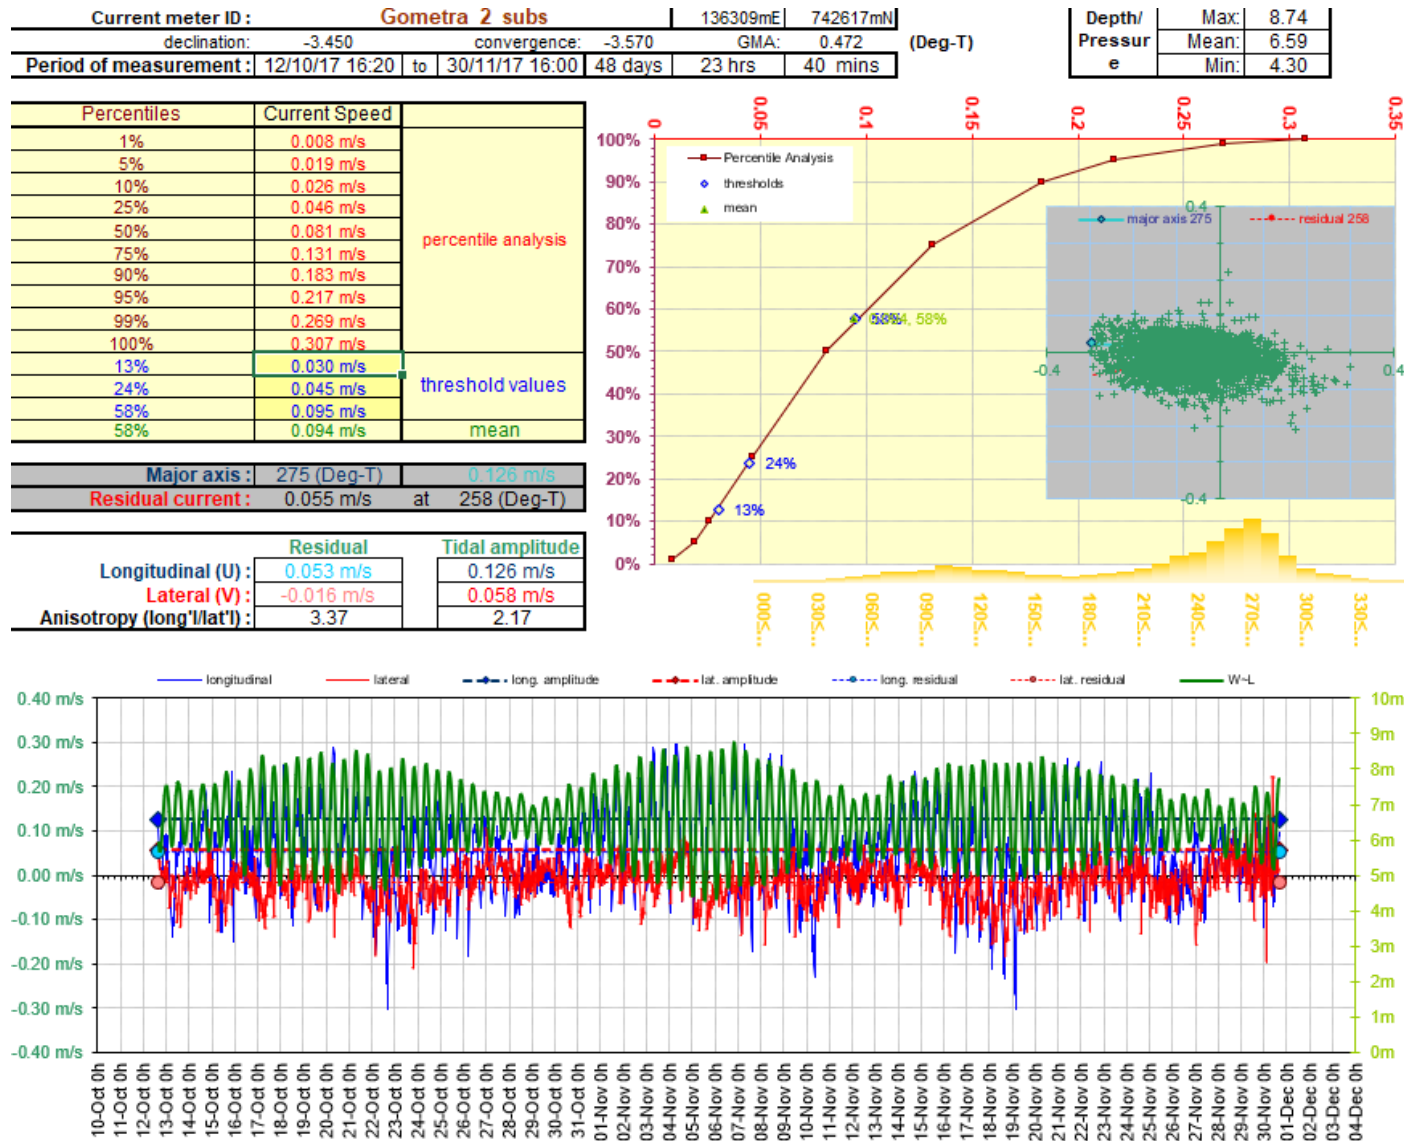 Current meter ID : Gometra 2 subs 136309mE 742617mN
declination: -3.450 convergence: -3.570 GMA: 0.472 (Deg-T)
Period of measurement : 12/10/17 16:20 to 30/11/17 16:00 48 days 23 hrs 40 mins
Depth/ Max: 8.74
Pressur Mean: 6.59
e Min: 4.30
Percentiles Current Speed
1% 0.008 m/s
5% 0.019 m/s
10% 0.026 m/s
25% 0.046 m/s
50% 0.081 m/s
percentile analysis
75% 0.131 m/s
90% 0.183 m/s
95% 0.217 m/s
99% 0.269 m/s
100% 0.307 m/s
13% 0.030 m/s
24% 0.045 m/s threshold values
58% 0.095 m/s
58% 0.094 m/s mean
Major axis : 275 (Deg-T) 0.126 m/s
Residual current : 0.055 m/s at 258 (Deg-T)
Residual Tidal amplitude
Longitudinal (U) : 0.053 m/s 0.126 m/s
Lateral (V) : -0.016 m/s 0.058 m/s
Anisotropy (long'l/lat'l) : 3.37 2.17
0 0.05 0.1 0.15 0.2 0.25 0.3 0.35
100%
90%
80%
70%
60%
50%
40%
30%
20%
10%
0%
Percentile Analysis
thresholds
mean
58%
4, 58%
24%
13%
major axis 275 residual 258
0.4
-0.4 0.4
-0.4
000≤... 030≤... 060≤... 090≤... 120≤... 150≤... 180≤... 210≤... 240≤... 270≤... 300≤... 330≤...
longitudinal lateral long. amplitude lat. amplitude long. residual lat. residual W~L
0.40 m/s
0.30 m/s
0.20 m/s
0.10 m/s
0.00 m/s
-0.10 m/s
-0.20 m/s
-0.30 m/s
-0.40 m/s
10m
9m
8m
7m
6m
5m
4m
3m
2m
1m
0m
10-Oct 0h
11-Oct 0h
12-Oct 0h
13-Oct 0h
14-Oct 0h
15-Oct 0h
16-Oct 0h
17-Oct 0h
18-Oct 0h
19-Oct 0h
20-Oct 0h
21-Oct 0h
22-Oct 0h
23-Oct 0h
24-Oct 0h
25-Oct 0h
26-Oct 0h
27-Oct 0h
28-Oct 0h
29-Oct 0h
30-Oct 0h
31-Oct 0h
01-Nov 0h
02-Nov 0h
03-Nov 0h
04-Nov 0h
05-Nov 0h
06-Nov 0h
07-Nov 0h
08-Nov 0h
09-Nov 0h
10-Nov 0h
11-Nov 0h
12-Nov 0h
13-Nov 0h
14-Nov 0h
15-Nov 0h
16-Nov 0h
17-Nov 0h
18-Nov 0h
19-Nov 0h
20-Nov 0h
21-Nov 0h
22-Nov 0h
23-Nov 0h
24-Nov 0h
25-Nov 0h
26-Nov 0h
27-Nov 0h
28-Nov 0h
29-Nov 0h
30-Nov 0h
01-Dec 0h
02-Dec 0h
03-Dec 0h
04-Dec 0h